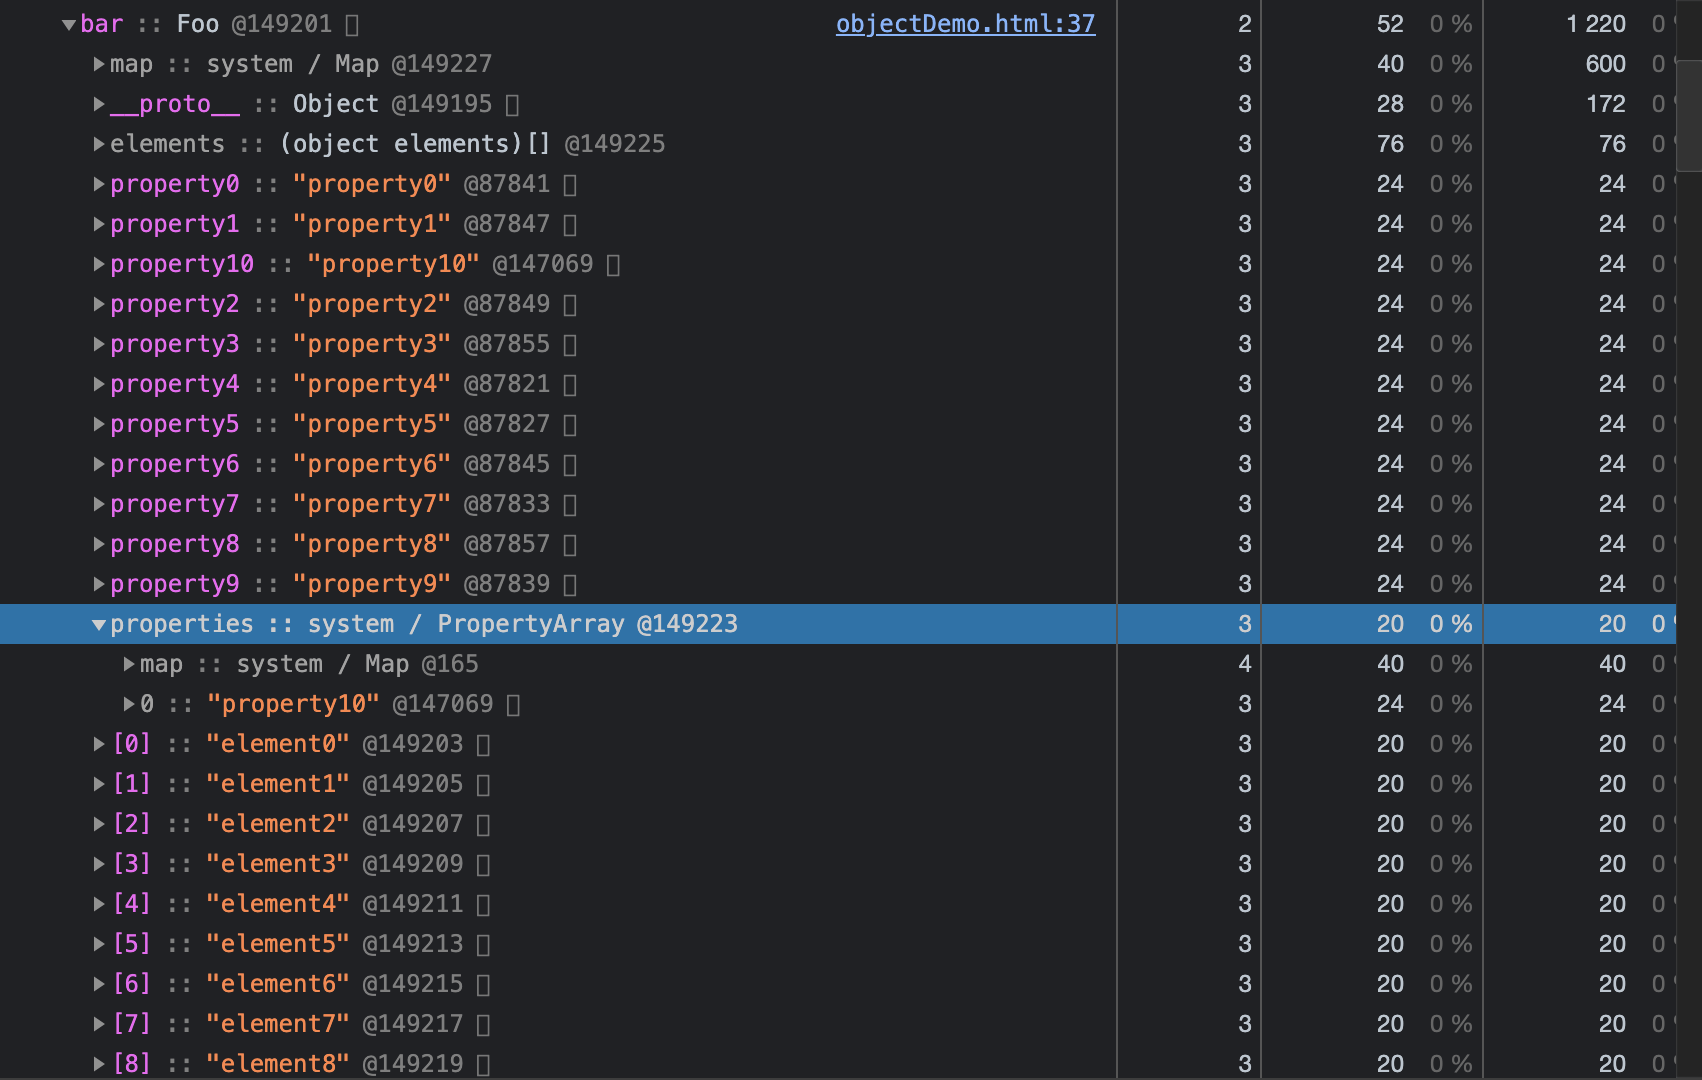 ▼bar :: Foo @149201 objectDemo.html:37 2 52 0 % 1 220 0
▶map :: system / Map @149227 3 40 0 % 600 0
▶__proto__ :: Object @149195 3 28 0 % 172 0
▶elements :: (object elements)[] @149225 3 76 0 % 76 0
▶property0 :: "property0" @87841 3 24 0 % 24 0
▶property1 :: "property1" @87847 3 24 0 % 24 0
▶property10 :: "property10" @147069 3 24 0 % 24 0
▶property2 :: "property2" @87849 3 24 0 % 24 0
▶property3 :: "property3" @87855 3 24 0 % 24 0
▶property4 :: "property4" @87821 3 24 0 % 24 0
▶property5 :: "property5" @87827 3 24 0 % 24 0
▶property6 :: "property6" @87845 3 24 0 % 24 0
▶property7 :: "property7" @87833 3 24 0 % 24 0
▶property8 :: "property8" @87857 3 24 0 % 24 0
▶property9 :: "property9" @87839 3 24 0 % 24 0
▼properties :: system / PropertyArray @149223 3 20 0 % 20 0
▶map :: system / Map @165 4 40 0 % 40 0
▶0 :: "property10" @147069 3 24 0 % 24 0
▶[0] :: "element0" @149203 3 20 0 % 20 0
▶[1] :: "element1" @149205 3 20 0 % 20 0
▶[2] :: "element2" @149207 3 20 0 % 20 0
▶[3] :: "element3" @149209 3 20 0 % 20 0
▶[4] :: "element4" @149211 3 20 0 % 20 0
▶[5] :: "element5" @149213 3 20 0 % 20 0
▶[6] :: "element6" @149215 3 20 0 % 20 0
▶[7] :: "element7" @149217 3 20 0 % 20 0
▶[8] :: "element8" @149219 3 20 0 % 20 0